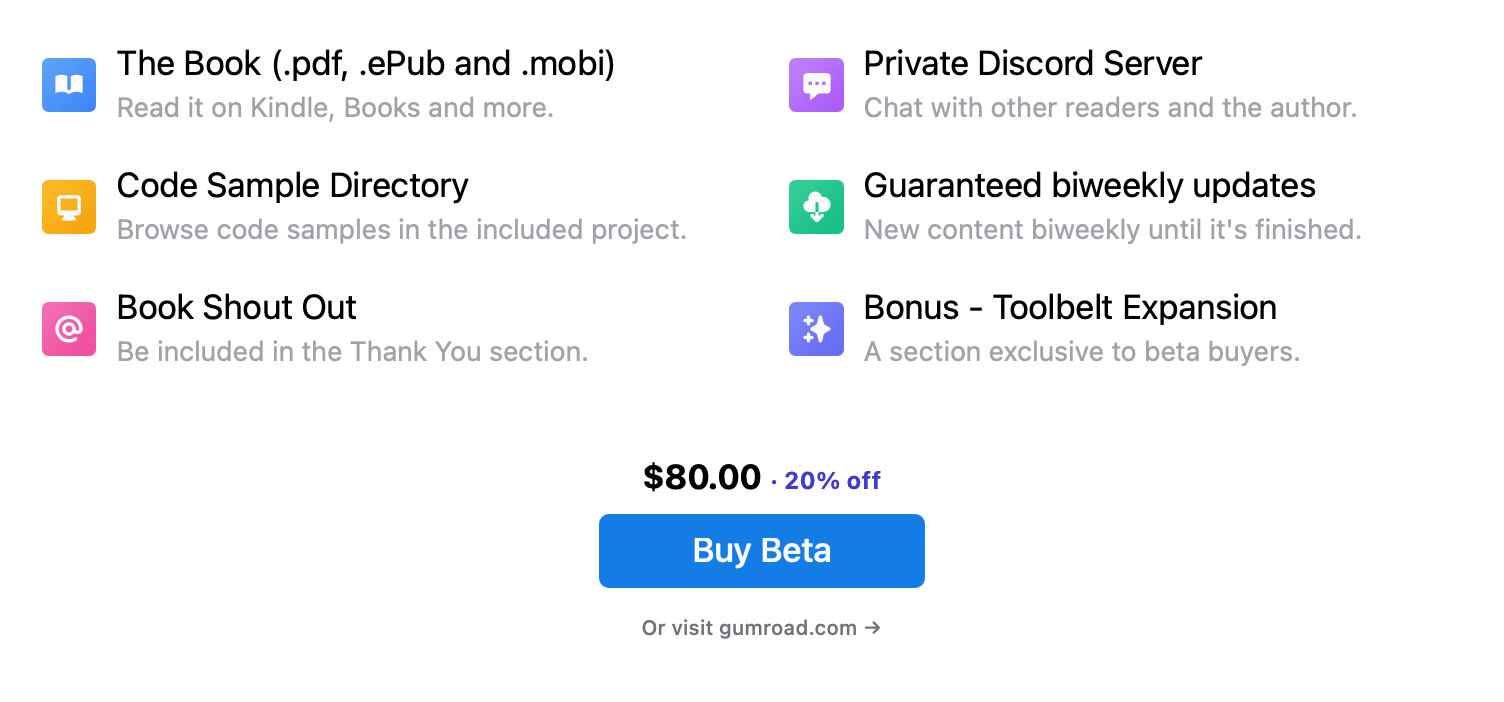 The Book (.pdf, .ePub and .mobi)
Read it on Kindle, Books and more.
Private Discord Server
Chat with other readers and the author.
Code Sample Directory
Browse code samples in the included project.
Guaranteed biweekly updates
New content biweekly until it's finished.
Book Shout Out
Be included in the Thank You section.
Bonus - Toolbelt Expansion
A section exclusive to beta buyers.
$80.00 · 20% off
Buy Beta
Or visit gumroad.com →